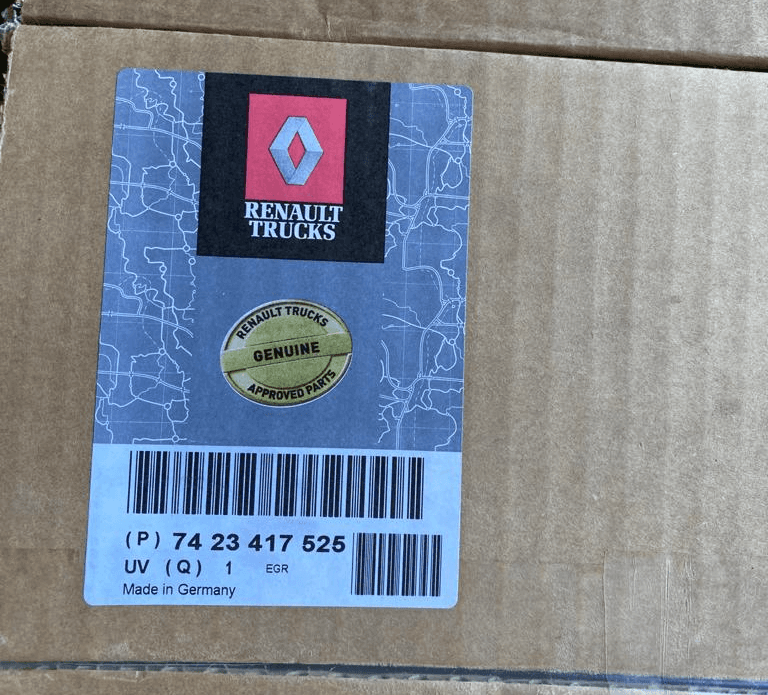 RENAULT
TRUCKS
RENAULT TRUCKS
GENUINE
APPROVED PARTS
(P) 74 23 417 525
UV (Q) 1 EGR
Made in Germany